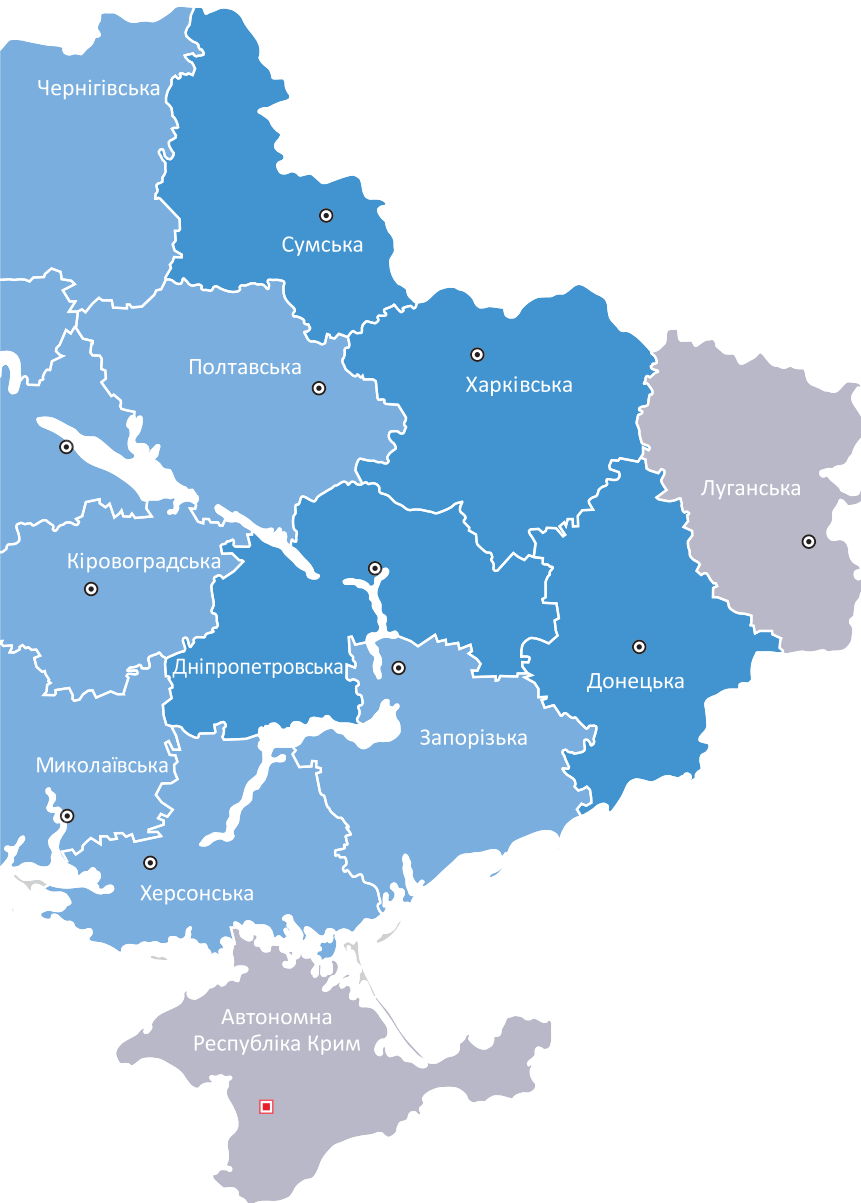 Чернігівська
Сумська
Полтавська
Харківська
Луганська
Кіровоградська
Дніпропетровська
Донецька
Запорізька
Миколаївська
Херсонська
Автономна
Республіка Крим